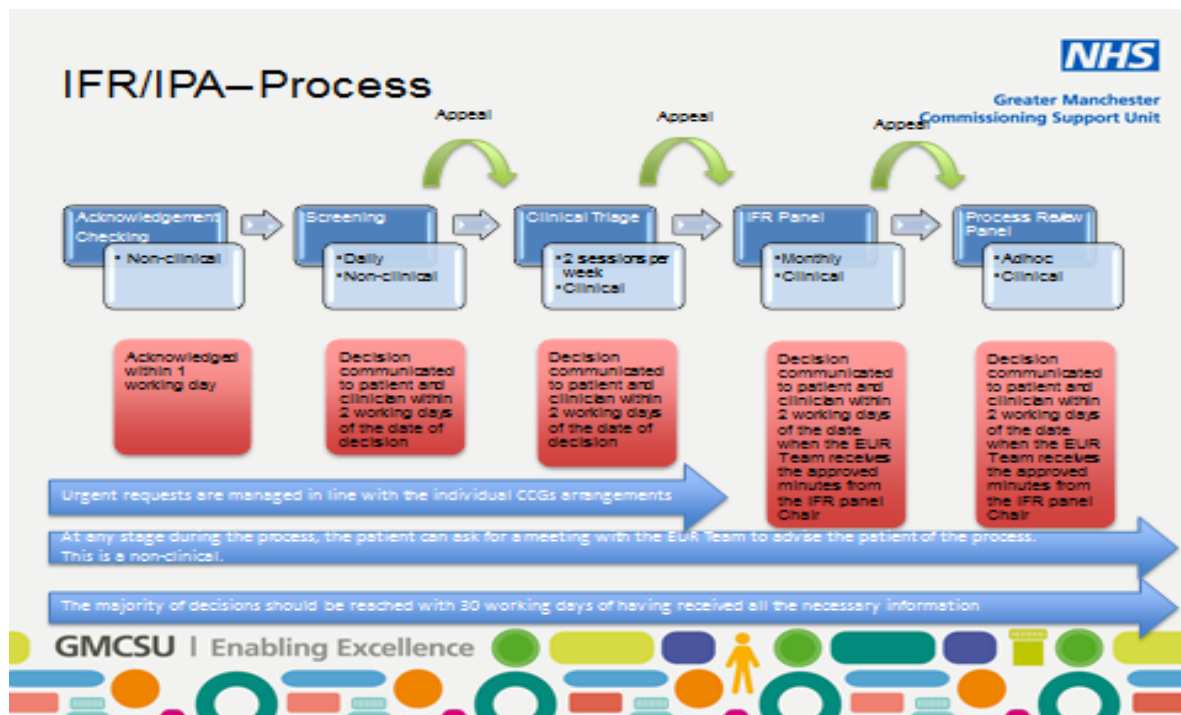 IFR/IPA–Process
NHS
Greater Manchester
Commissioning Support Unit
Appeal
Appeal
Appeal
Acknowledgement
Checking
• Non-clinical
Screening
•Daily
•Non-clinical
Clinical Triage
•2 sessions per
week
•Clinical
IFR Panel
•Monthly
•Clinical
Process Review
Panel
•Adhoc
•Clinical
Acknowledged
within 1
working day
Decision
communicated
to patient and
clinician within
2 working days
of the date of
decision
Decision
communicated
to patient and
clinician within
2 working days
of the date of
decision
Decision
communicated
to patient and
clinician within
2 working days
of the date
when the EUR
Team receives
the approved
minutes from
the IFR panel
Chair
Decision
communicated
to patient and
clinician within
2 working days
of the date
when the EUR
Team receives
the approved
minutes from
the IFR panel
Chair
Urgent requests are managed in line with the individual CCGs arrangements
At any stage during the process, the patient can ask for a meeting with the EUR Team to advise the patient of the process.
This is a non-clinical.
The majority of decisions should be reached with 30 working days of having received all the necessary information
GMCSU | Enabling Excellence